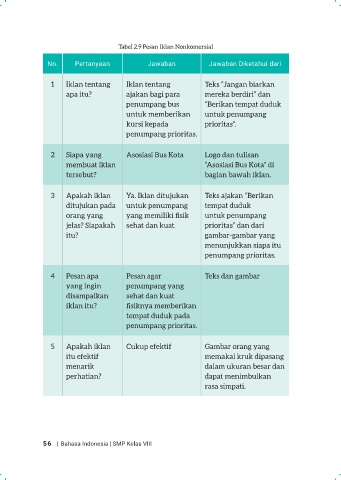 Tabel 2.9 Pesan Iklan Nonkomersial
No. Pertanyaan Jawaban Jawaban Diketahui dari
1 Iklan tentang apa itu? Iklan tentang ajakan bagi para penumpang bus untuk memberikan kursi kepada penumpang prioritas. Teks “Jangan biarkan mereka berdiri” dan “Berikan tempat duduk untuk penumpang prioritas”.
2 Siapa yang membuat iklan tersebut? Asosiasi Bus Kota Logo dan tulisan “Asosiasi Bus Kota” di bagian bawah iklan.
3 Apakah iklan ditujukan pada orang yang jelas? Siapakah itu? Ya. Iklan ditujukan untuk penumpang yang memiliki fisik sehat dan kuat. Teks ajakan “Berikan tempat duduk untuk penumpang prioritas” dan dari gambar-gambar yang menunjukkan siapa itu penumpang prioritas.
4 Pesan apa yang ingin disampaikan iklan itu? Pesan agar penumpang yang sehat dan kuat fisiknya memberikan tempat duduk pada penumpang prioritas. Teks dan gambar
5 Apakah iklan itu efektif menarik perhatian? Cukup efektif Gambar orang yang memakai kruk dipasang dalam ukuran besar dan dapat menimbulkan rasa simpati.
56 | Bahasa Indonesia | SMP Kelas VIII